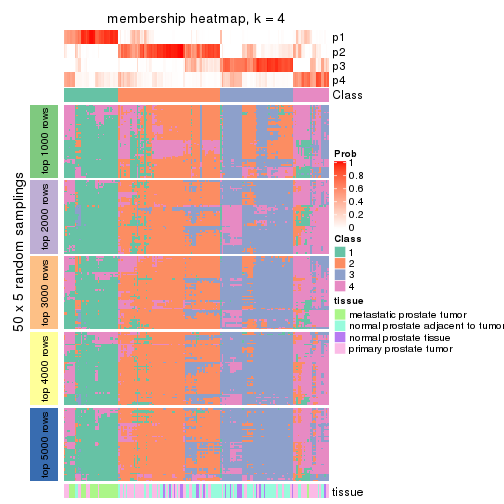 membership heatmap, k = 4
p1
p2
p3
p4
Class
50 x 5 random samplings
top 1000 rows
top 2000 rows
top 3000 rows
top 4000 rows
top 5000 rows
Prob
1
0.8
0.6
0.4
0.2
0
Class
1
2
3
4
tissue
metastatic prostate tumor
normal prostate adjacent to tumor
normal prostate tissue
primary prostate tumor
tissue